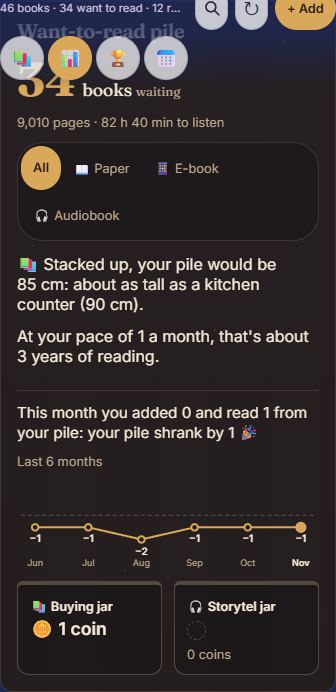 46 books · 34 want to read · 12 r...
+ Add
Want-to-read pile
34 books waiting
9,010 pages · 82 h 40 min to listen
All
Paper
E-book
Audiobook
Stacked up, your pile would be
85 cm: about as tall as a kitchen
counter (90 cm).
At your pace of 1 a month, that's about
3 years of reading.
This month you added 0 and read 1 from
your pile: your pile shrank by 1
Last 6 months
−1 −1 −2 −1 −1 −1
Jun Jul Aug Sep Oct Nov
Buying jar
1 coin
Storytel jar
0 coins